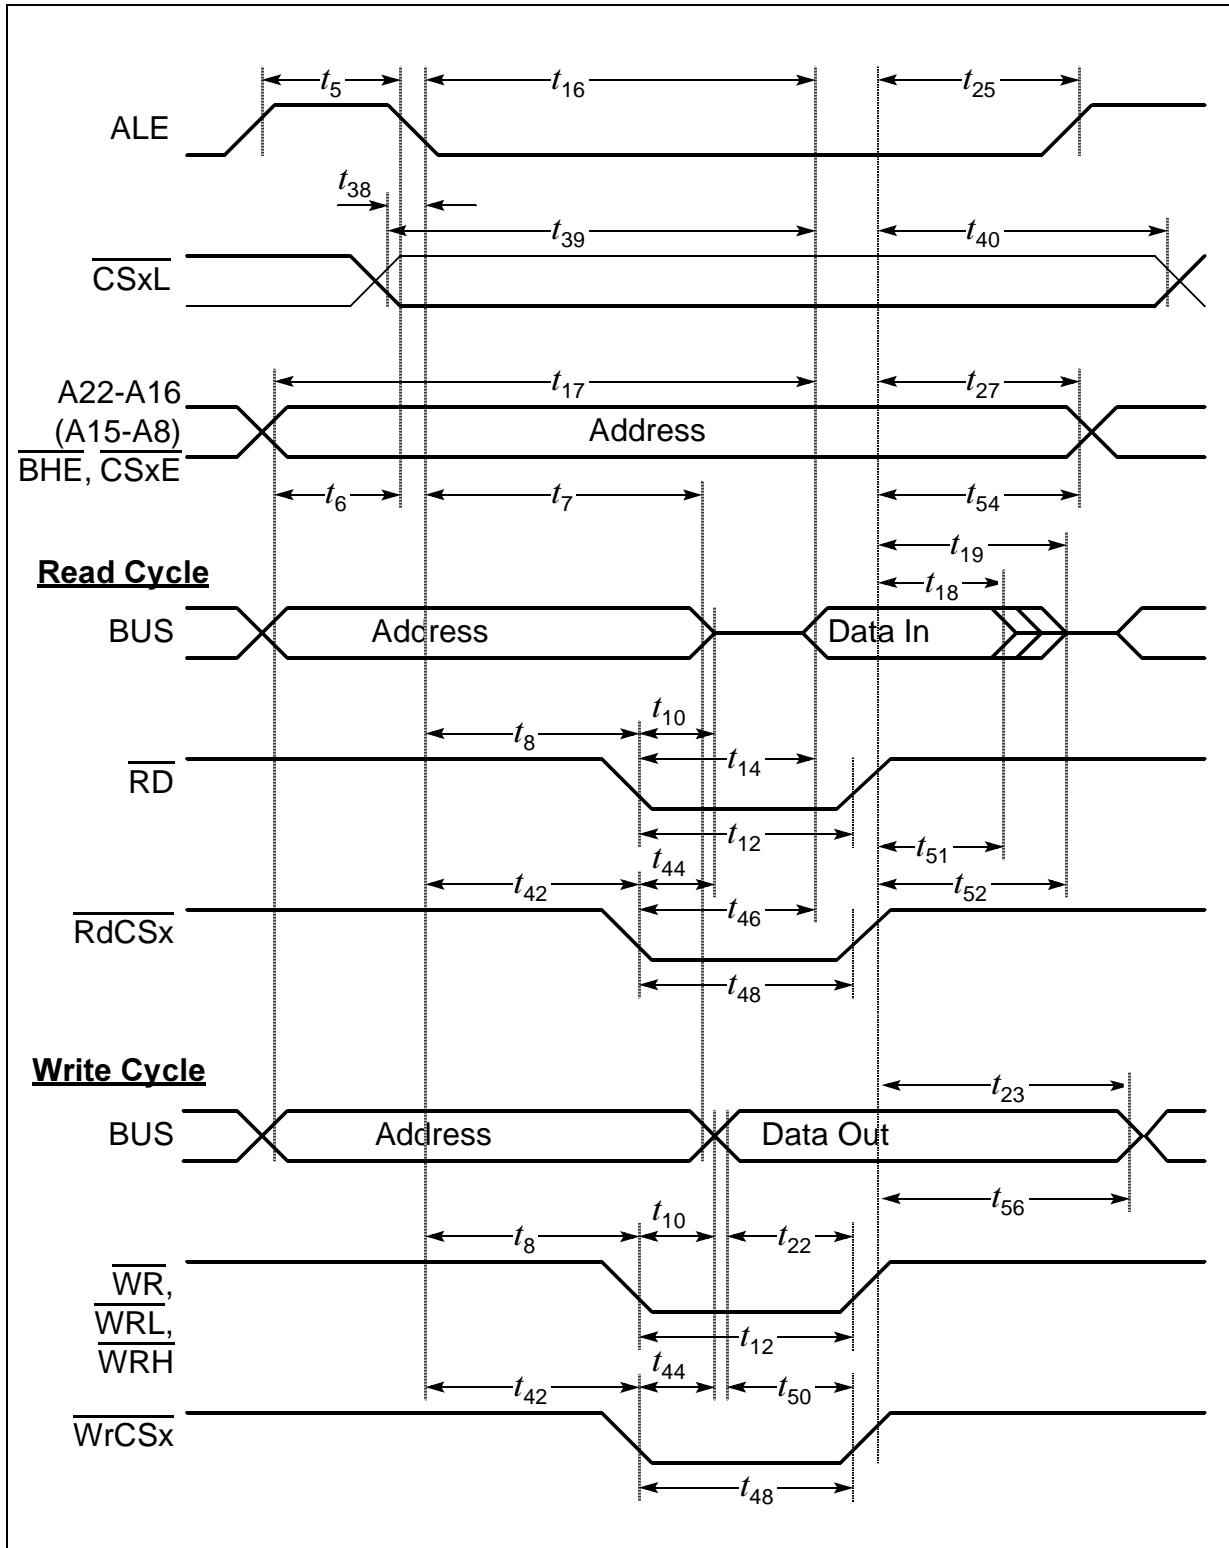 t5 t16 t25
ALE
t38
t39 t40
CSxL
A22-A16
(A15-A8)
BHE, CSxE
t17 t27
Address
t6 t7 t54
t19
Read Cycle
t18
BUS Address Data In
t10
t8
t14
RD
t12
t51
t44
t42 t52
t46
RdCSx
t48
Write Cycle
t23
BUS Address Data Out
t56
t10
t8 t22
WR,
WRL,
WRH
t12
t44
t42 t50
WrCSx
t48